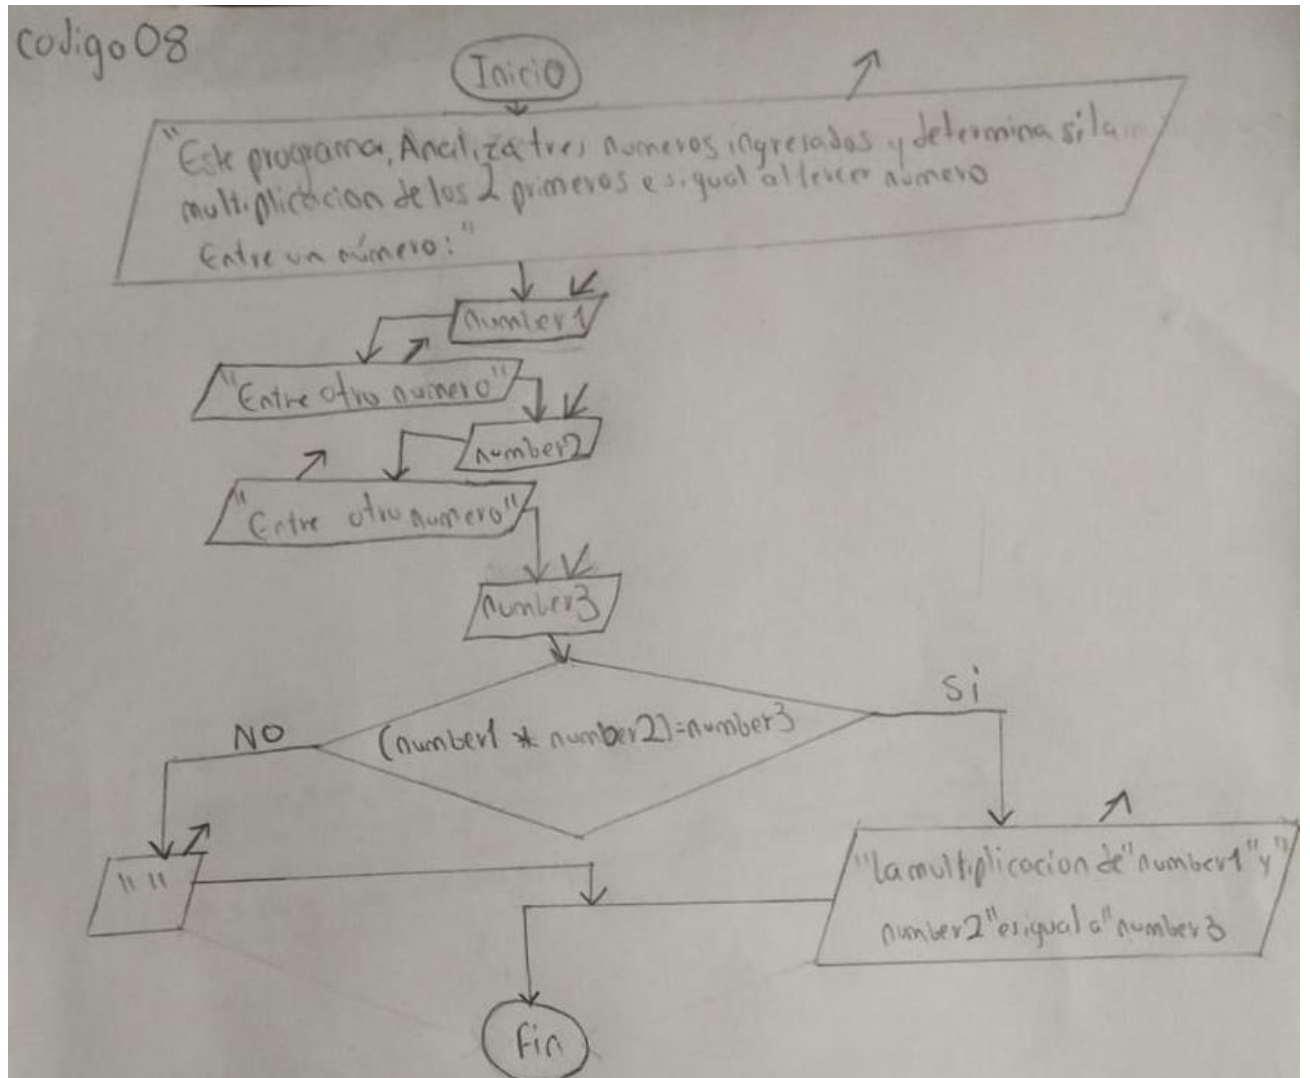 codigo 08
Inicio
"Este programa, Analiza tres numeros ingresados y determina si la
multiplicacion de los 2 primeros es igual al tercer numero
Entre un número:"
number1
"Entre otro numero"
number2
"Entre otro numero"
number3
(number1 * number2)=number3
NO
Si
" "
"la multiplicacion de"number1"y"
number2"es igual a"number3
Fin